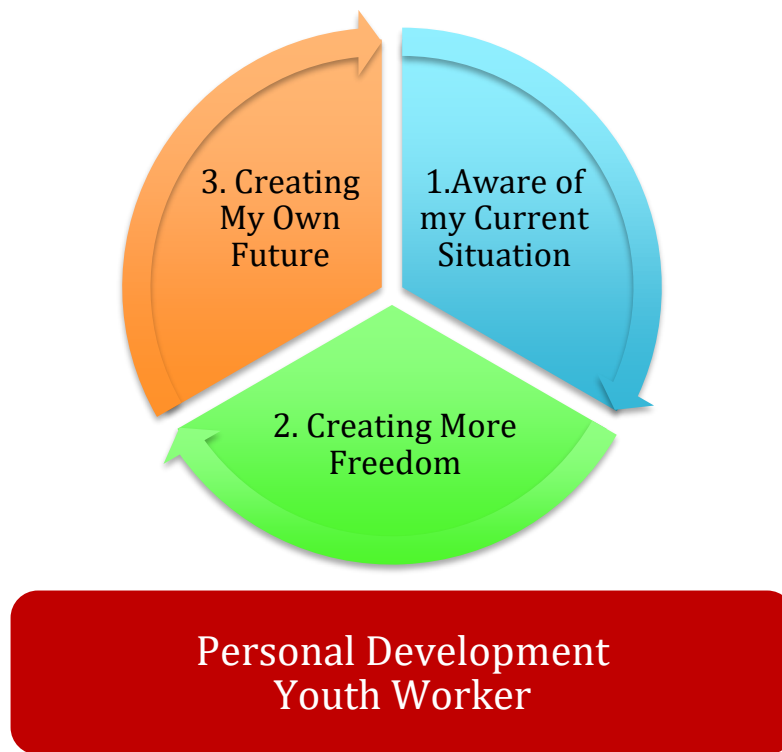 1.Aware of
my Current
Situation
2. Creating More
Freedom
3. Creating
My Own
Future
Personal Development
Youth Worker